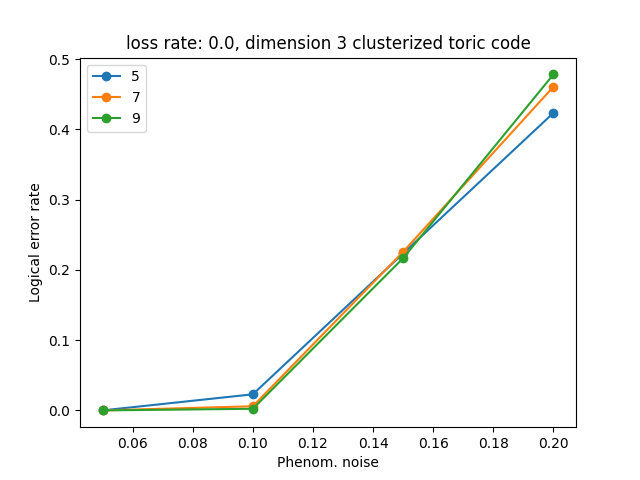 loss rate: 0.0, dimension 3 clusterized toric code
5
7
9
Logical error rate
0.5
0.4
0.3
0.2
0.1
0.0
0.06 0.08 0.10 0.12 0.14 0.16 0.18 0.20
Phenom. noise